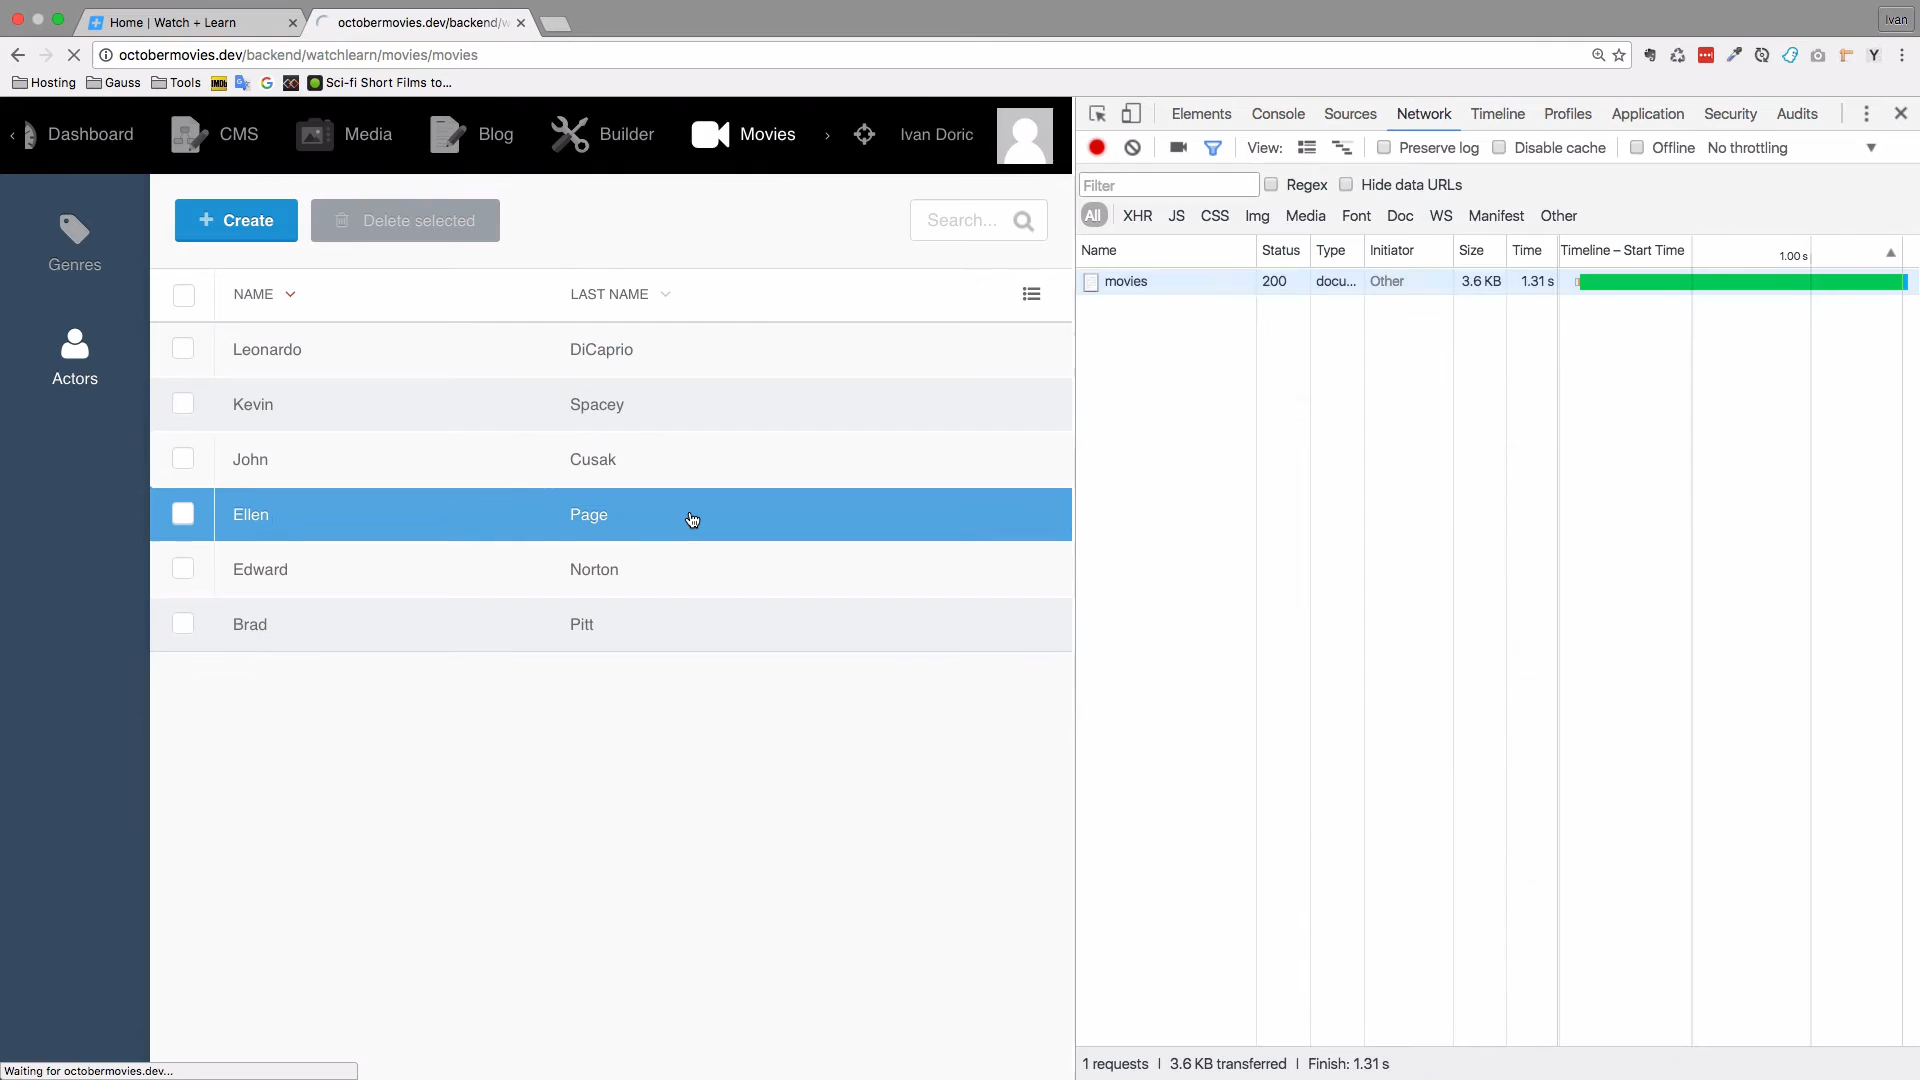 Home | Watch + Learn
octobermovies.dev/backend/w
Ivan
octobermovies.dev/backend/watchlearn/movies/movies
Hosting Gauss Tools IMDb Sci-fi Short Films to...
Dashboard CMS Media Blog Builder Movies Ivan Doric
Genres
Actors
+ Create Delete selected Search...
NAME LAST NAME
Leonardo DiCaprio
Kevin Spacey
John Cusak
Ellen Page
Edward Norton
Brad Pitt
Waiting for octobermovies.dev...
Elements Console Sources Network Timeline Profiles Application Security Audits
View: Preserve log Disable cache Offline No throttling
Filter Regex Hide data URLs
All XHR JS CSS Img Media Font Doc WS Manifest Other
Name Status Type Initiator Size Time Timeline – Start Time 1.00 s
movies 200 docu... Other 3.6 KB 1.31 s
1 requests | 3.6 KB transferred | Finish: 1.31 s